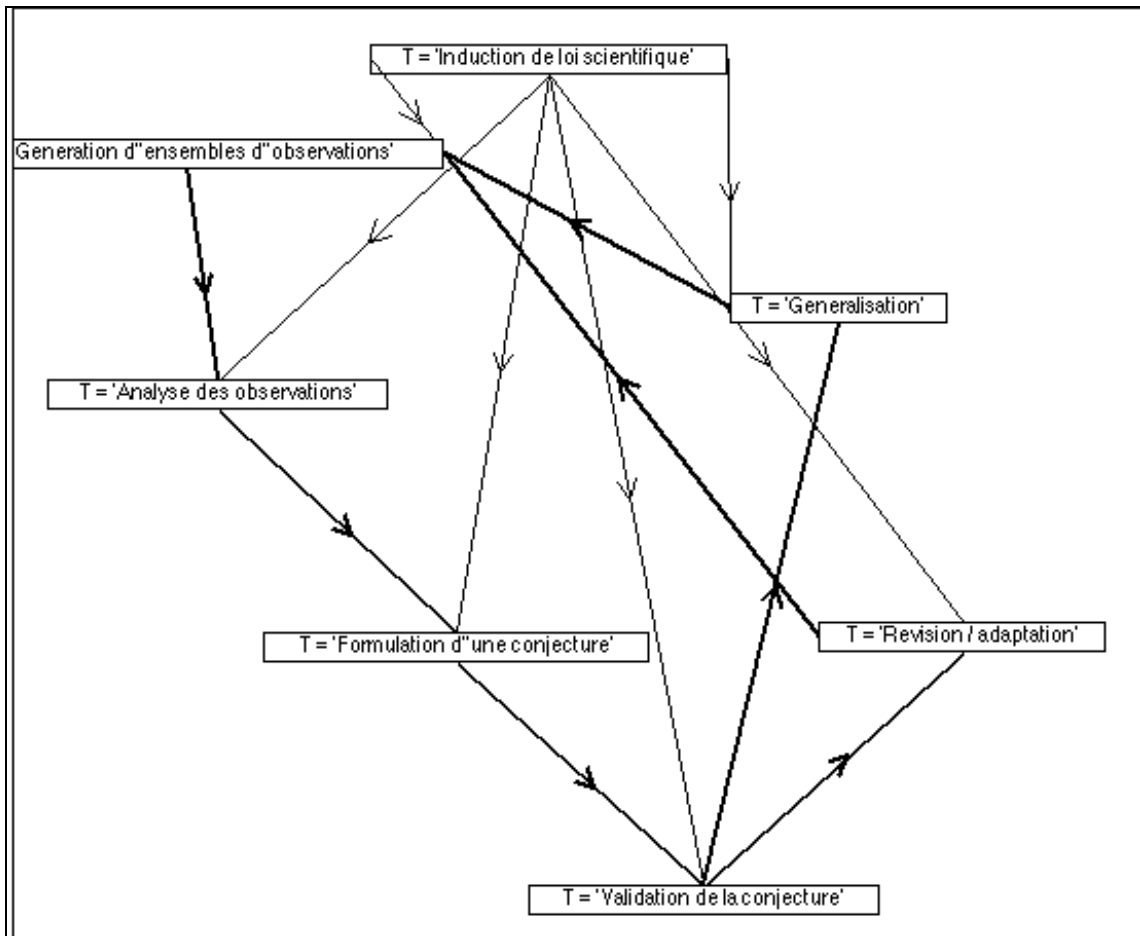 T = 'Induction de loi scientifique'
Generation d''ensembles d''observations'
T = 'Generalisation'
T = 'Analyse des observations'
T = 'Formulation d''une conjecture'
T = 'Revision / adaptation'
T = 'Validation de la conjecture'